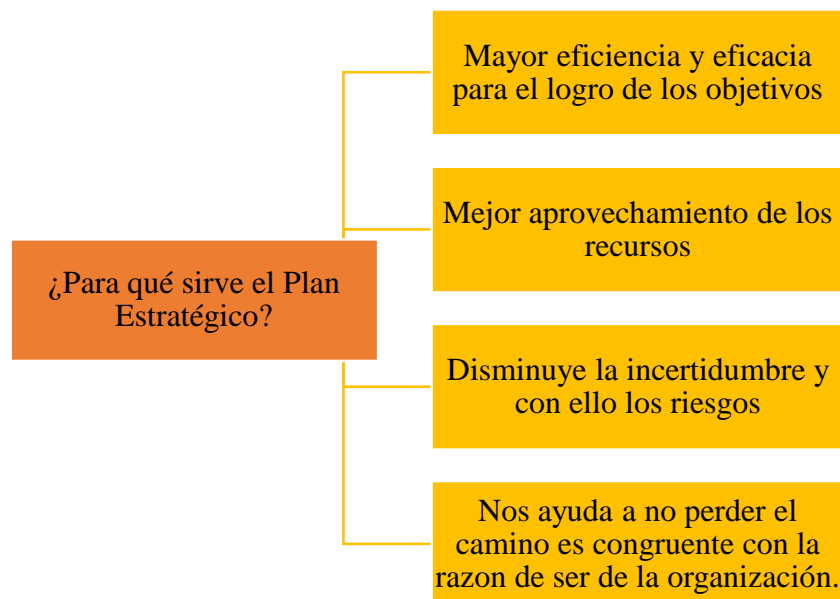 ¿Para qué sirve el Plan
Estratégico?
Mayor eficiencia y eficacia
para el logro de los objetivos
Mejor aprovechamiento de los
recursos
Disminuye la incertidumbre y
con ello los riesgos
Nos ayuda a no perder el
camino es congruente con la
razon de ser de la organización.